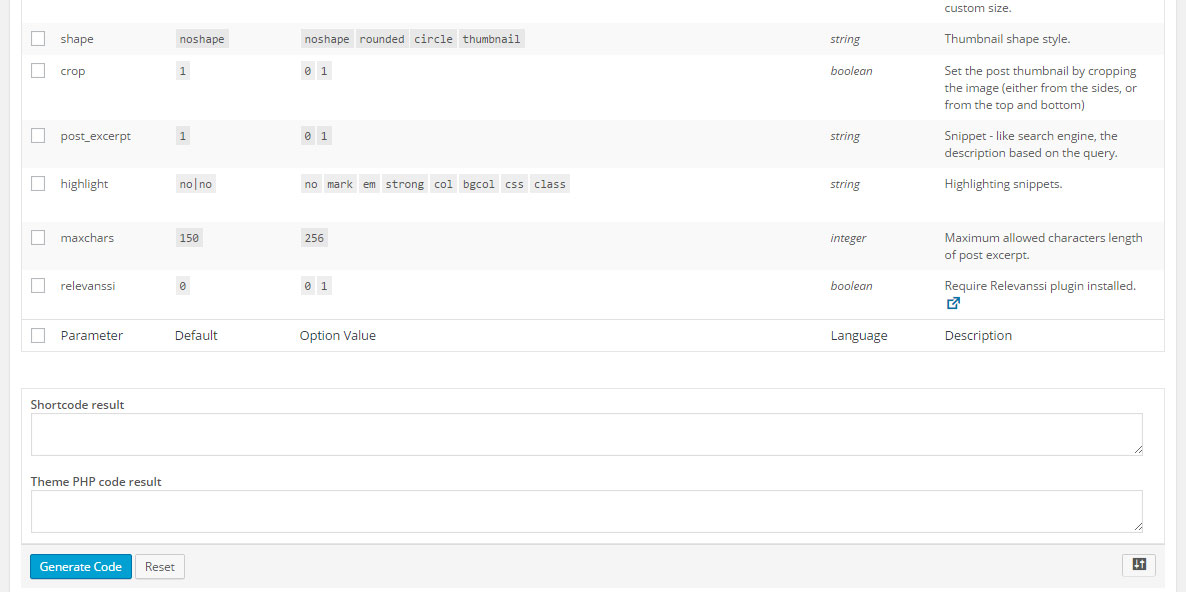 custom size.
shape noshape noshape rounded circle thumbnail string Thumbnail shape style.
crop 1 0 1 boolean Set the post thumbnail by cropping
the image (either from the sides, or
from the top and bottom)
post_excerpt 1 0 1 string Snippet - like search engine, the
description based on the query.
highlight no|no no mark em strong col bgcol css class string Highlighting snippets.
maxchars 150 256 integer Maximum allowed characters length
of post excerpt.
relevanssi 0 0 1 boolean Require Relevanssi plugin installed.
Parameter Default Option Value Language Description
Shortcode result
Theme PHP code result
Generate Code Reset